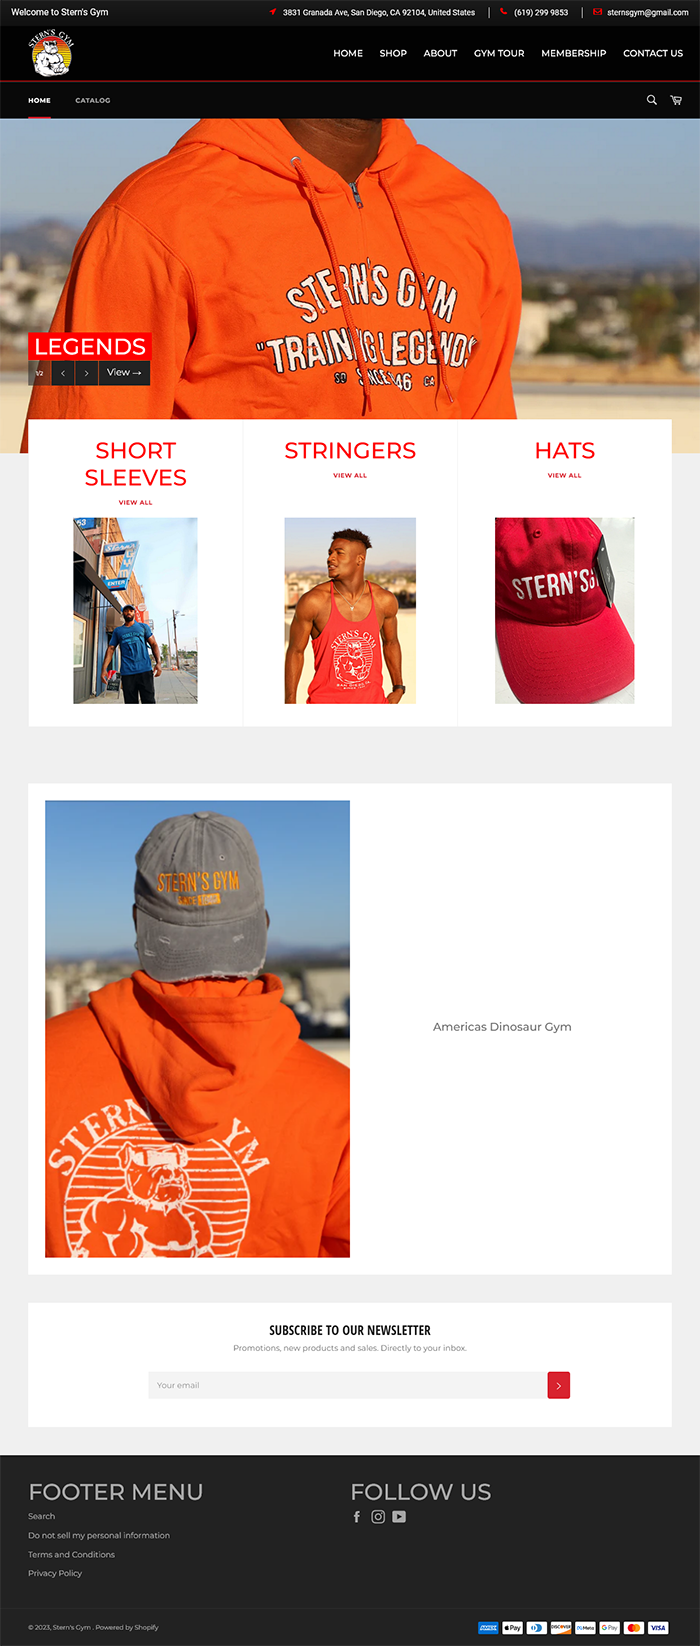 Welcome to Stern's Gym
3831 Granada Ave, San Diego, CA 92104, United States
(619) 299 9853
sternsgym@gmail.com
STERN'S GYM
HOME SHOP ABOUT GYM TOUR MEMBERSHIP CONTACT US
HOME CATALOG
STERN'S GYM
"TRAINING LEGENDS
SINCE 46
LEGENDS
1/2
View →
SHORT
SLEEVES
VIEW ALL
STRINGERS
VIEW ALL
HATS
VIEW ALL
Stern's
GYM
ENTER
STERN'S GYM
SAN DIEGO, CA
STERN'S
STERN'S GYM
STERN GYM
Americas Dinosaur Gym
SUBSCRIBE TO OUR NEWSLETTER
Promotions, new products and sales. Directly to your inbox.
Your email
FOOTER MENU
Search
Do not sell my personal information
Terms and Conditions
Privacy Policy
FOLLOW US
© 2023, Stern's Gym . Powered by Shopify
Pay
DISCOVER
Meta
G Pay
VISA